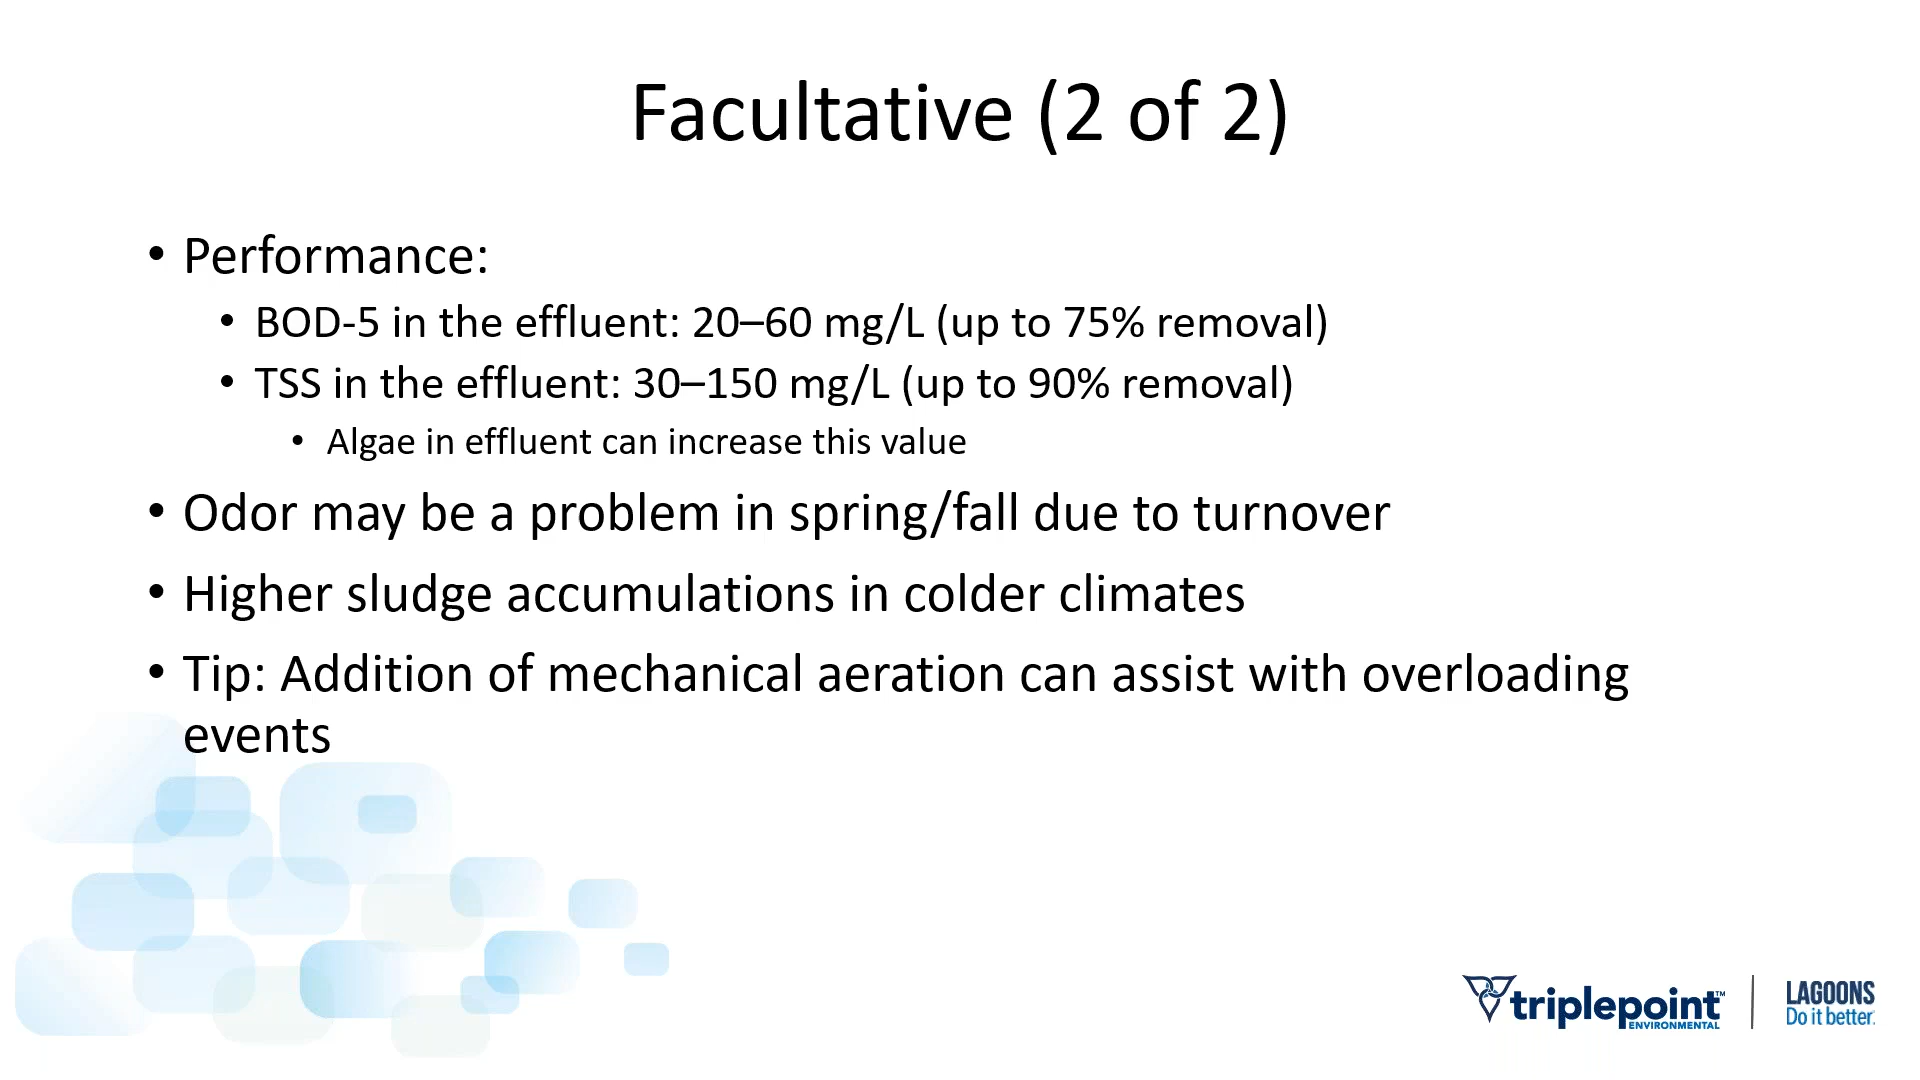 Facultative (2 of 2)
• Performance:
• BOD-5 in the effluent: 20–60 mg/L (up to 75% removal)
• TSS in the effluent: 30–150 mg/L (up to 90% removal)
• Algae in effluent can increase this value
• Odor may be a problem in spring/fall due to turnover
• Higher sludge accumulations in colder climates
• Tip: Addition of mechanical aeration can assist with overloading
events
triplepoint™
ENVIRONMENTAL
LAGOONS
Do it better.